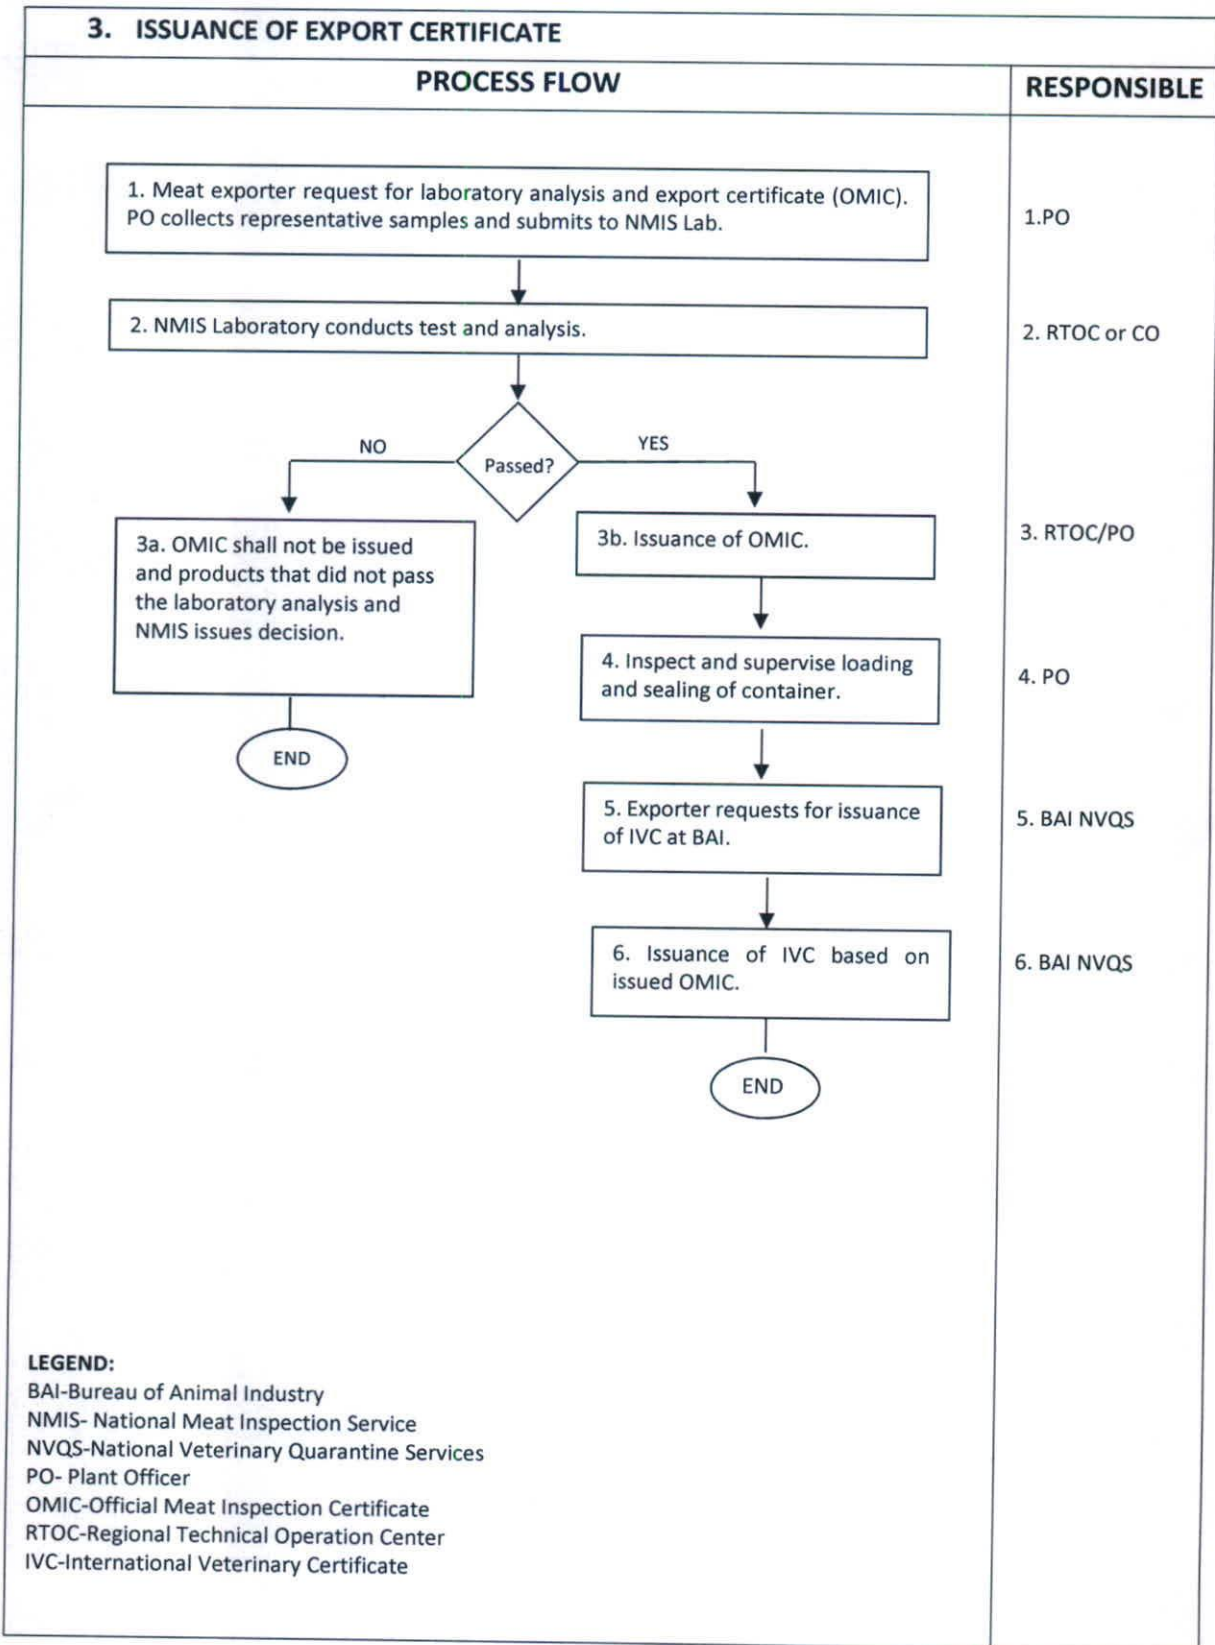 3. ISSUANCE OF EXPORT CERTIFICATE
PROCESS FLOW
RESPONSIBLE
1. Meat exporter request for laboratory analysis and export certificate (OMIC).
PO collects representative samples and submits to NMIS Lab.
1.PO
2. NMIS Laboratory conducts test and analysis.
2. RTOC or CO
NO
Passed?
YES
3a. OMIC shall not be issued
and products that did not pass
the laboratory analysis and
NMIS issues decision.
3b. Issuance of OMIC.
3. RTOC/PO
4. Inspect and supervise loading
and sealing of container.
4. PO
END
5. Exporter requests for issuance
of IVC at BAI.
5. BAI NVQS
6. Issuance of IVC based on
issued OMIC.
6. BAI NVQS
END
LEGEND:
BAI-Bureau of Animal Industry
NMIS- National Meat Inspection Service
NVQS-National Veterinary Quarantine Services
PO- Plant Officer
OMIC-Official Meat Inspection Certificate
RTOC-Regional Technical Operation Center
IVC-International Veterinary Certificate